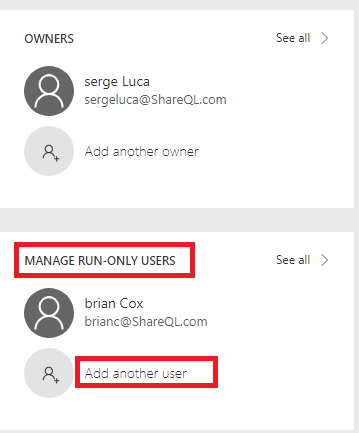 OWNERS See all
serge Luca
sergeluca@ShareQL.com
Add another owner
MANAGE RUN-ONLY USERS See all
brian Cox
brianc@ShareQL.com
Add another user